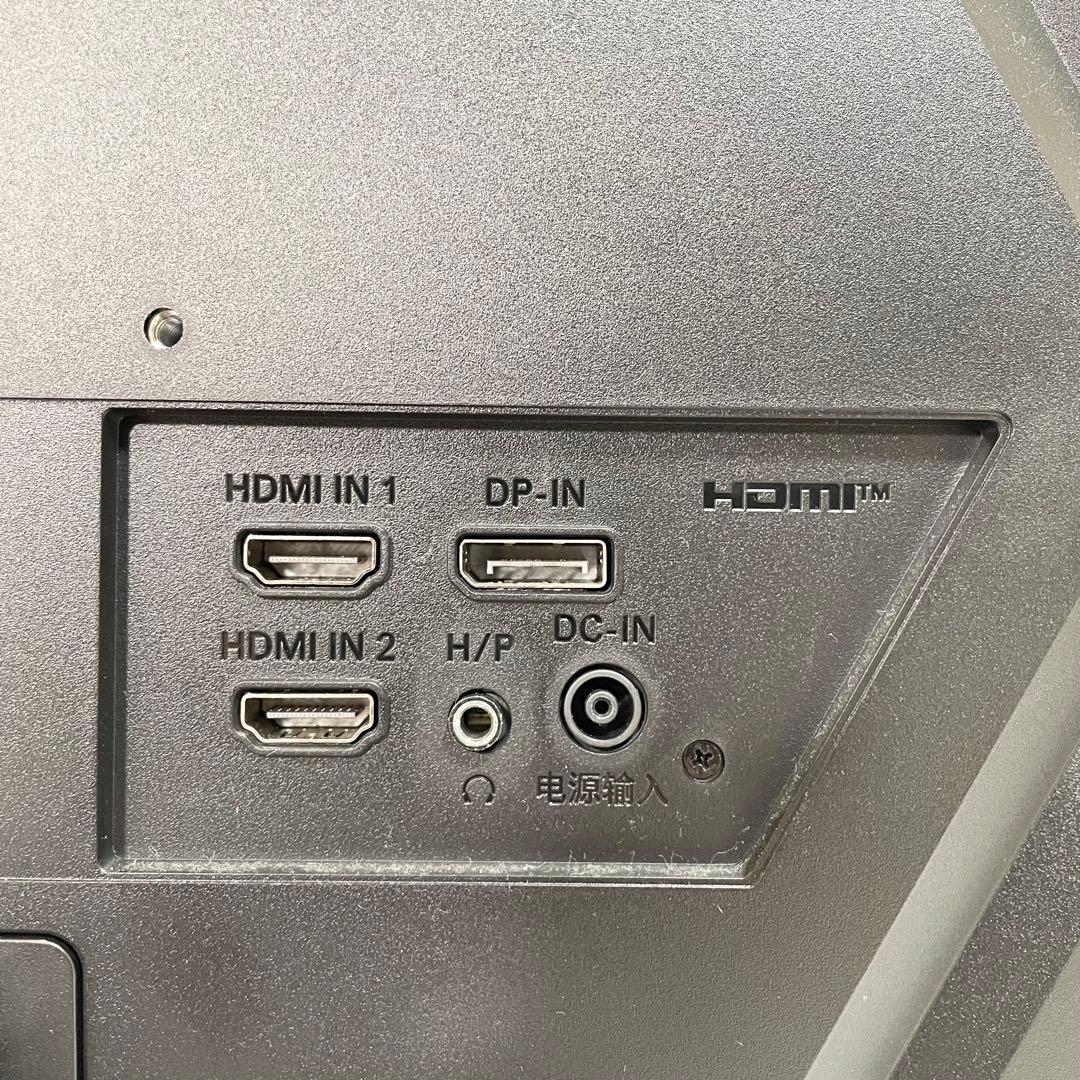 HDMI IN 1
DP-IN
HDMI™
HDMI IN 2
H/P
DC-IN
电源输入